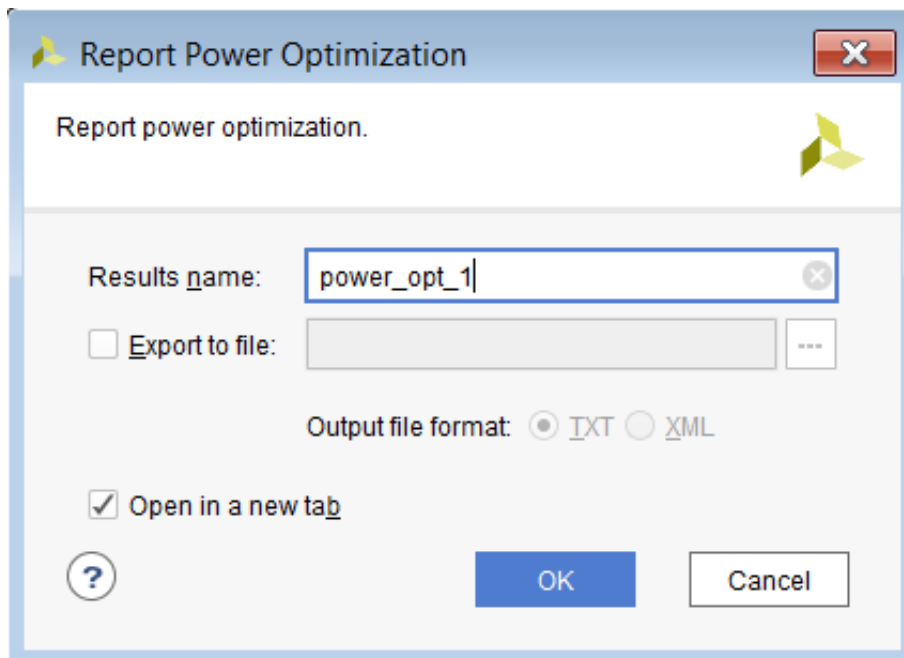 Report Power Optimization
Report power optimization.
Results name: power_opt_1
Export to file: ---
Output file format: TXT XML
Open in a new tab
? OK Cancel